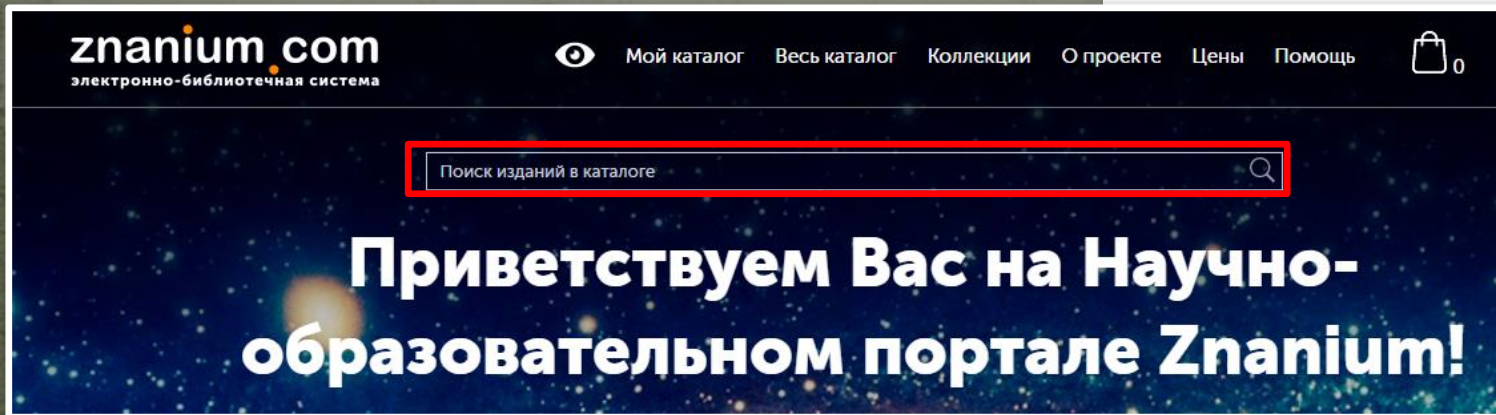 znanium.com
электронно-библиотечная система
Мой каталог Весь каталог Коллекции О проекте Цены Помощь 0
Поиск изданий в каталоге
Приветствуем Вас на Научно-
образовательном портале Znanium!